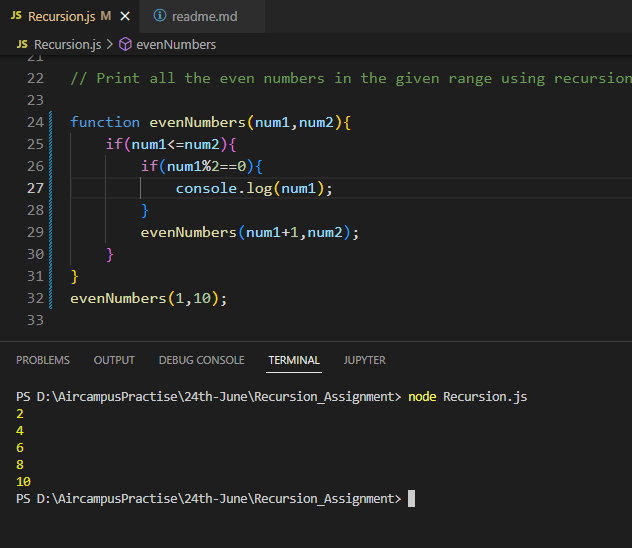 JS Recursion.js M X readme.md
JS Recursion.js > evenNumbers
21
22 // Print all the even numbers in the given range using recursion
23
24 function evenNumbers(num1,num2){
25 if(num1<=num2){
26 if(num1%2==0){
27 console.log(num1);
28 }
29 evenNumbers(num1+1,num2);
30 }
31 }
32 evenNumbers(1,10);
33
PROBLEMS OUTPUT DEBUG CONSOLE TERMINAL JUPYTER
PS D:\AircampusPractise\24th-June\Recursion_Assignment> node Recursion.js
2
4
6
8
10
PS D:\AircampusPractise\24th-June\Recursion_Assignment>